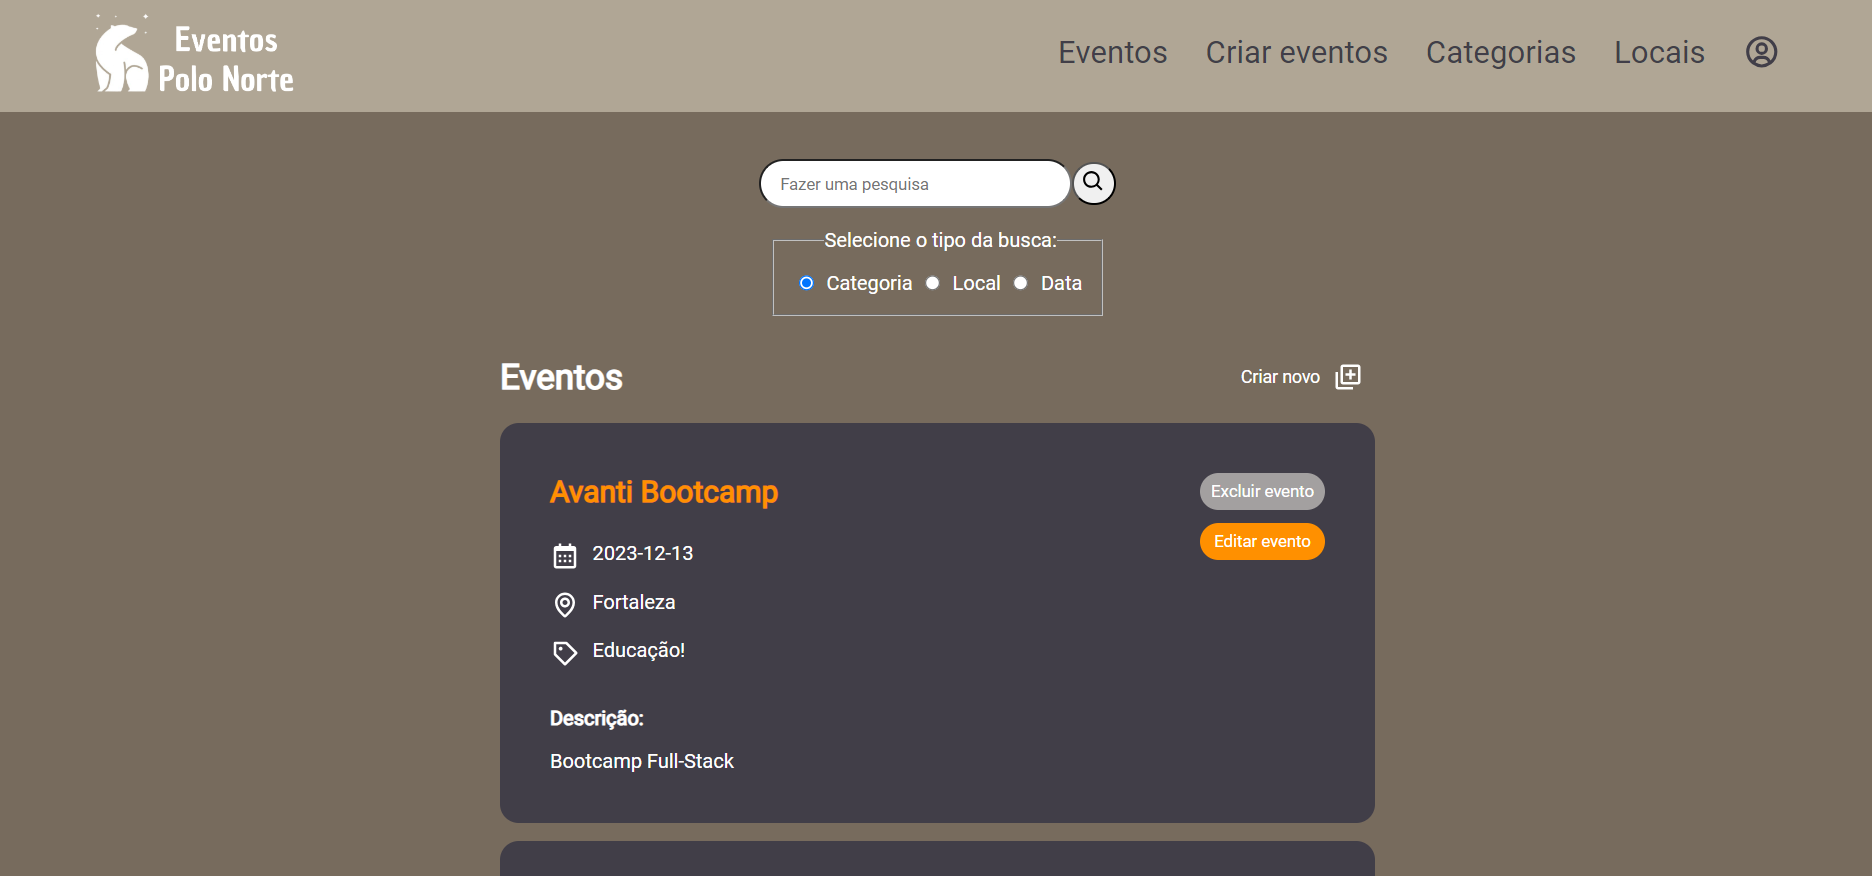 Eventos
Polo Norte
Eventos Criar eventos Categorias Locais
Fazer uma pesquisa
Selecione o tipo da busca:
Categoria Local Data
Eventos
Criar novo
Avanti Bootcamp
Excluir evento
Editar evento
2023-12-13
Fortaleza
Educação!
Descrição:
Bootcamp Full-Stack